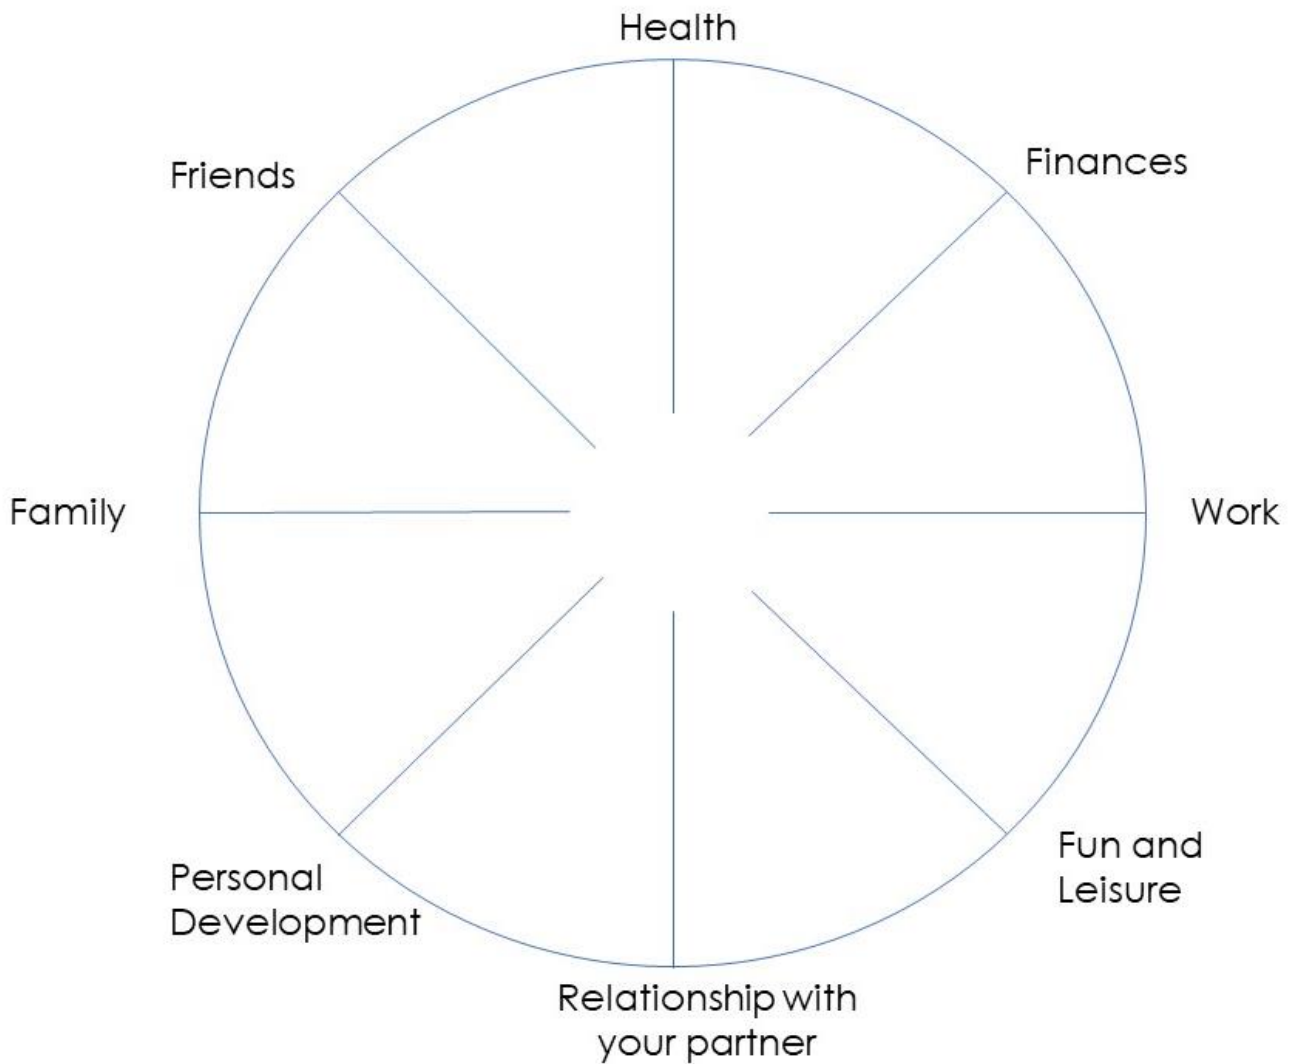 Health
Friends
Finances
Family
Work
Fun and
Leisure
Personal
Development
Relationship with
your partner